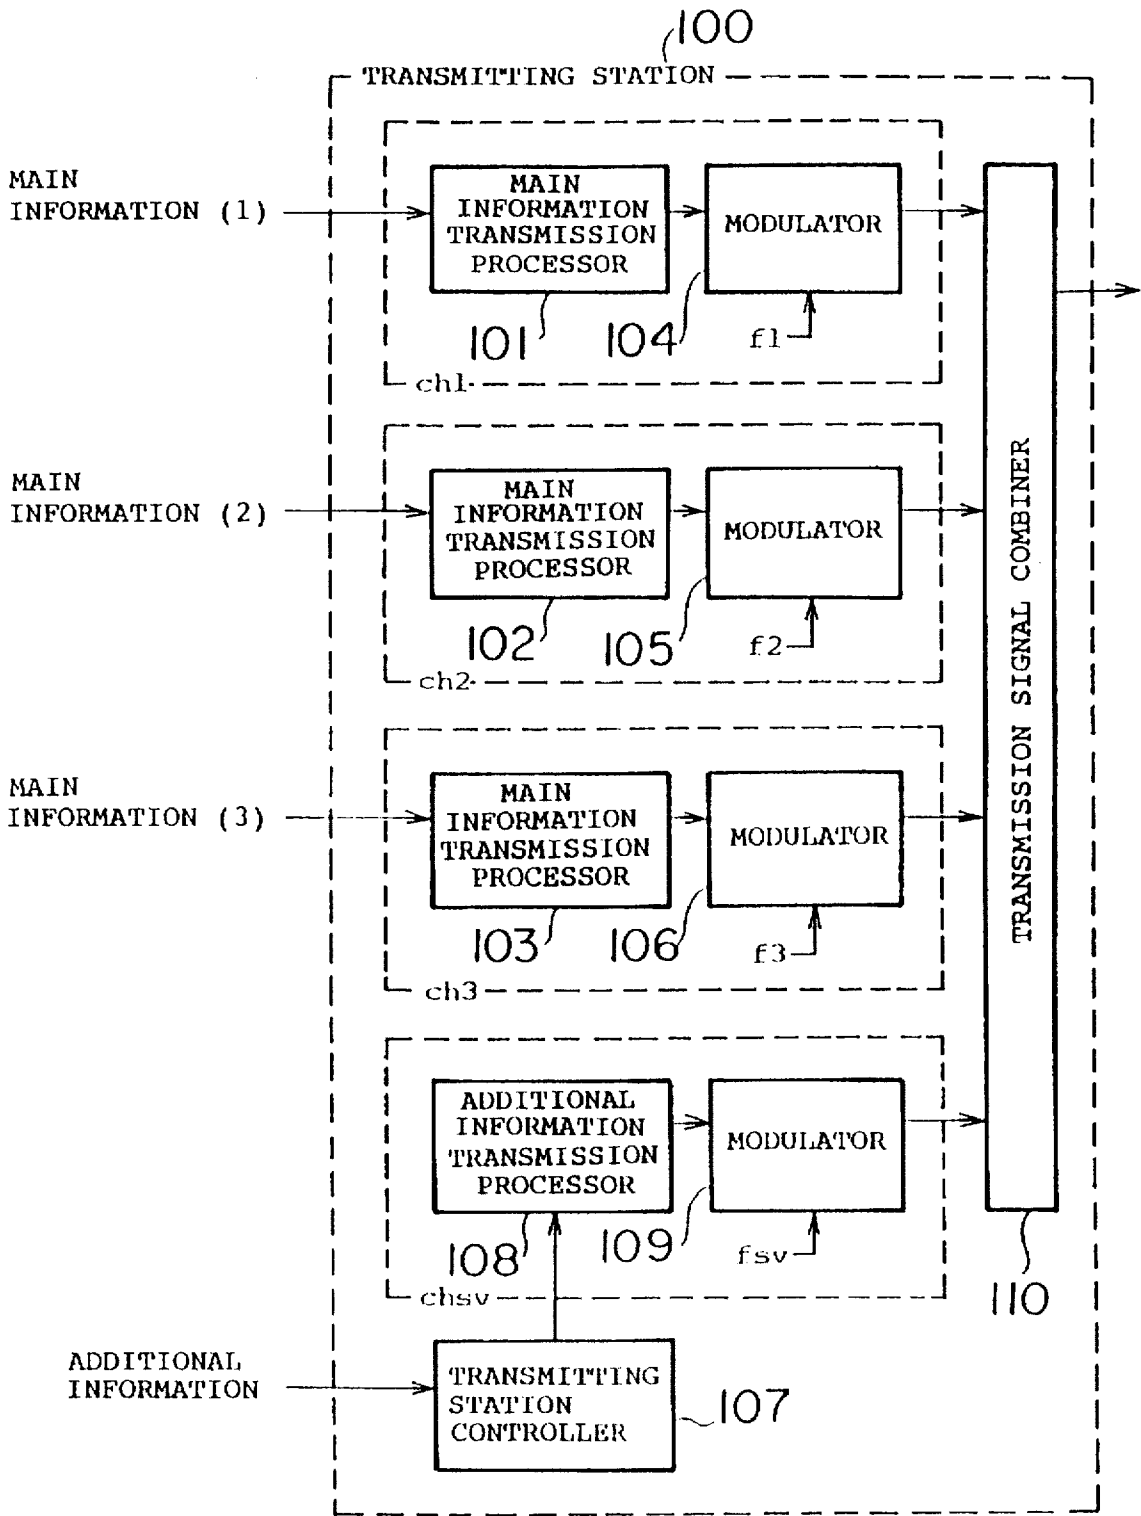 100
TRANSMITTING STATION
MAIN
INFORMATION (1)
MAIN
INFORMATION
TRANSMISSION
PROCESSOR
MODULATOR
101
104
f1
ch1
MAIN
INFORMATION (2)
MAIN
INFORMATION
TRANSMISSION
PROCESSOR
MODULATOR
102
105
f2
ch2
MAIN
INFORMATION (3)
MAIN
INFORMATION
TRANSMISSION
PROCESSOR
MODULATOR
103
106
f3
ch3
TRANSMISSION SIGNAL COMBINER
ADDITIONAL
INFORMATION
TRANSMISSION
PROCESSOR
MODULATOR
108
109
fsv
chsv
110
ADDITIONAL
INFORMATION
TRANSMITTING
STATION
CONTROLLER
107